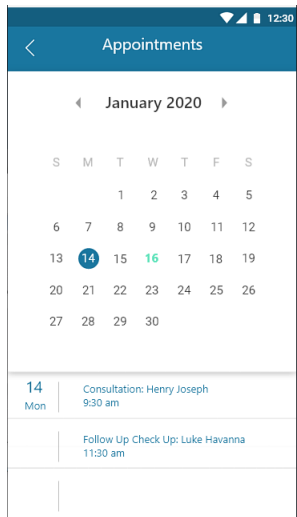 12:30
Appointments
January 2020
S M T W T F S
1 2 3 4 5
6 7 8 9 10 11 12
13 14 15 16 17 18 19
20 21 22 23 24 25 26
27 28 29 30
14 Consultation: Henry Joseph
Mon 9:30 am
Follow Up Check Up: Luke Havanna
11:30 am